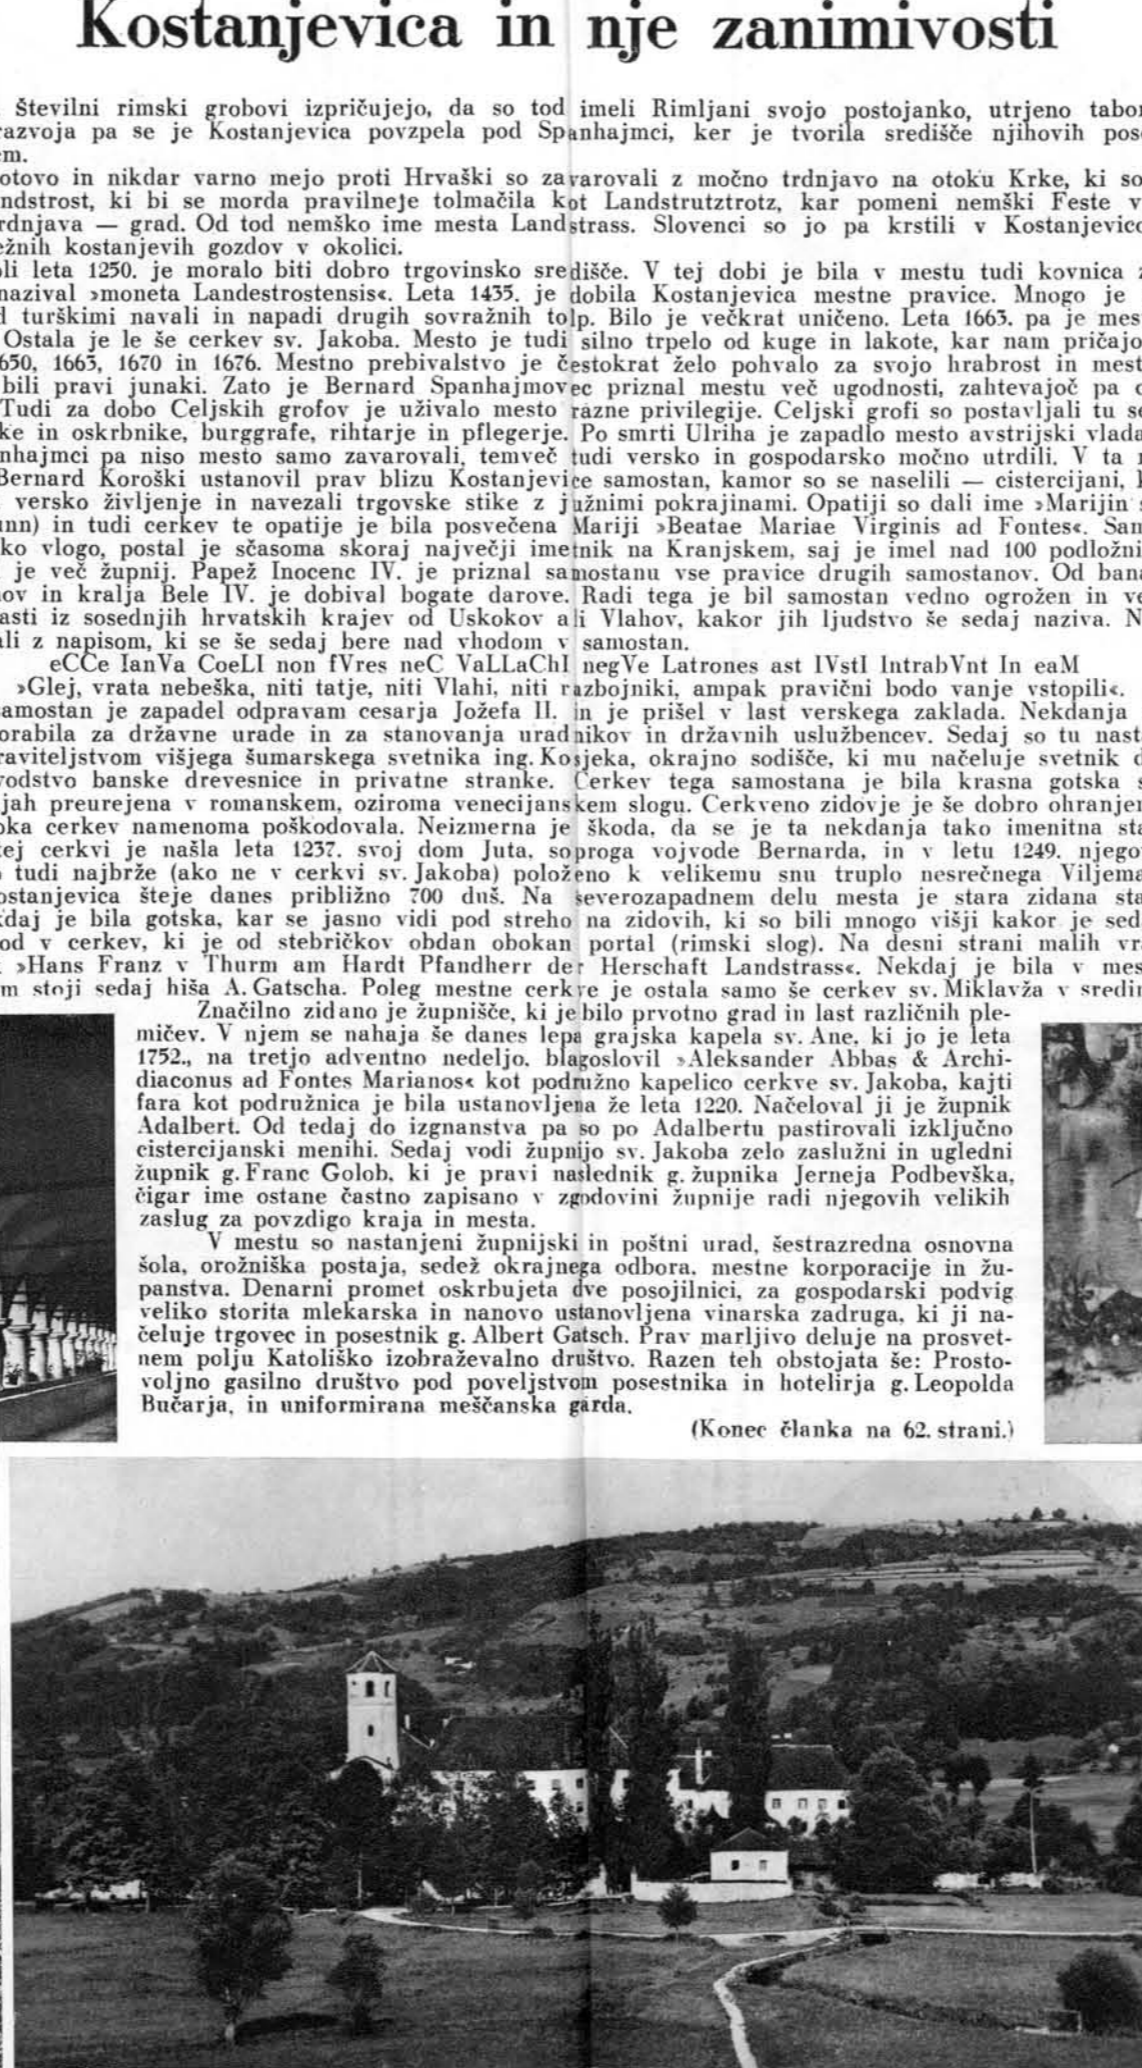 Kostanjevica in nje zanimivosti
Številni rimski grobovi izpričujejo, da so tod imeli Rimljani svojo postojanko, utrjeno tabor
razvoja pa se je Kostanjevica povzpela pod Spanhajmci, ker je tvorila središče njihovih pos
em.
otovo in nikdar varno mejo proti Hrvaški so zavarovali z močno trdnjavo na otoku Krke, ki so
ndstrost, ki bi se morda pravilneje tolmačila kot Landstrutztrotz, kar pomeni nemški Feste v
rdnjava — grad. Od tod nemško ime mesta Landstrass. Slovenci so jo pa krstili v Kostanjevico
ežnih kostanjevih gozdov v okolici.
oli leta 1250. je moralo biti dobro trgovinsko središče. V tej dobi je bila v mestu tudi kovnica z
nazival »moneta Landestrostensis«. Leta 1435. je dobila Kostanjevica mestne pravice. Mnogo je
d turškimi navali in napadi drugih sovražnih tolp. Bilo je večkrat uničeno. Leta 1663. pa je mes
Ostala je le še cerkev sv. Jakoba. Mesto je tudi silno trpelo od kuge in lakote, kar nam pričajo
650, 1663, 1670 in 1676. Mestno prebivalstvo je čestokrat želo pohvalo za svojo hrabrost in mest
bili pravi junaki. Zato je Bernard Spanhajmovec priznal mestu več ugodnosti, zahtevajoč pa o
Tudi za dobo Celjskih grofov je uživalo mesto razne privilegije. Celjski grofi so postavljali tu so
ke in oskrbnike, burggrafe, rihtarje in pflegerje. Po smrti Ulriha je zapadlo mesto avstrijski vlada
nhajmci pa niso mesto samo zavarovali, temveč tudi versko in gospodarsko močno utrdili. V ta n
Bernard Koroški ustanovil prav blizu Kostanjevice samostan, kamor so se naselili — cistercijani, k
versko življenje in navezali trgovske stike z južnimi pokrajinami. Opatiji so dali ime »Marijin s
unn) in tudi cerkev te opatije je bila posvečena Mariji »Beatae Mariae Virginis ad Fontes«. Sam
ko vlogo, postal je sčasoma skoraj največji imetnik na Kranjskem, saj je imel nad 100 podložni
je več župnij. Papež Inocenc IV. je priznal samostanu vse pravice drugih samostanov. Od bana
ov in kralja Bele IV. je dobival bogate darove. Radi tega je bil samostan vedno ogrožen in ve
asti iz sosednjih hrvatskih krajev od Uskokov ali Vlahov, kakor jih ljudstvo še sedaj naziva. N
ali z napisom, ki se še sedaj bere nad vhodom v samostan.
eCCe IanVa CoeLI non fVres neC VaLLaChI negVe Latrones ast IVstI IntrabVnt In eaM
»Glej, vrata nebeška, niti tatje, niti Vlahi, niti razbojniki, ampak pravični bodo vanje vstopili«.
samostan je zapadel odpravam cesarja Jožefa II. in je prišel v last verskega zaklada. Nekdanja
orabila za državne urade in za stanovanja uradnikov in državnih uslužbencev. Sedaj so tu nast
raviteljstvom višjega šumarskega svetnika ing. Kosjeka, okrajno sodišče, ki mu načeluje svetnik d
vodstvo banske drevesnice in privatne stranke. Cerkev tega samostana je bila krasna gotska s
jah preurejena v romanskem, oziroma venecijanskem slogu. Cerkveno zidovje je še dobro ohranjen
oka cerkev namenoma poškodovala. Neizmerna je škoda, da se je ta nekdanja tako imenitna sta
tej cerkvi je našla leta 1237. svoj dom Juta, soproga vojvode Bernarda, in v letu 1249. njego
tudi najbrže (ako ne v cerkvi sv. Jakoba) položeno k velikemu snu truplo nesrečnega Viljema
ostanjevica šteje danes približno 700 duš. Na severozapadnem delu mesta je stara zidana sta
kdaj je bila gotska, kar se jasno vidi pod streho na zidovih, ki so bili mnogo višji kakor je sed
od v cerkev, ki je od stebričkov obdan obokan portal (rimski slog). Na desni strani malih vr
»Hans Franz v Thurm am Hardt Pfandherr der Herschaft Landstrass«. Nekdaj je bila v mes
m stoji sedaj hiša A. Gatscha. Poleg mestne cerkve je ostala samo še cerkev sv. Miklavža v sredin
Značilno zidano je župnišče, ki je bilo prvotno grad in last različnih ple-
mičev. V njem se nahaja še danes lepa grajska kapela sv. Ane, ki jo je leta
1752., na tretjo adventno nedeljo, blagoslovil »Aleksander Abbas & Archi-
diaconus ad Fontes Marianos« kot podružno kapelico cerkve sv. Jakoba, kajti
fara kot podružnica je bila ustanovljena že leta 1220. Načeloval ji je župnik
Adalbert. Od tedaj do izgnanstva pa so po Adalbertu pastirovali izključno
cistercijanski menihi. Sedaj vodi župnijo sv. Jakoba zelo zaslužni in ugledni
župnik g. Franc Golob, ki je pravi naslednik g. župnika Jerneja Podbevška,
čigar ime ostane častno zapisano v zgodovini župnije radi njegovih velikih
zaslug za povzdigo kraja in mesta.
V mestu so nastanjeni župnijski in poštni urad, šestrazredna osnovna
šola, orožniška postaja, sedež okrajnega odbora, mestne korporacije in žu-
panstva. Denarni promet oskrbujeta dve posojilnici, za gospodarski podvig
veliko storita mlekarska in nanovo ustanovljena vinarska zadruga, ki ji na-
čeluje trgovec in posestnik g. Albert Gatsch. Prav marljivo deluje na prosvet-
nem polju Katoliško izobraževalno društvo. Razen teh obstojata še: Prosto-
voljno gasilno društvo pod poveljstvom posestnika in hotelirja g. Leopolda
Bučarja, in uniformirana meščanska garda.
(Konec članka na 62. strani.)